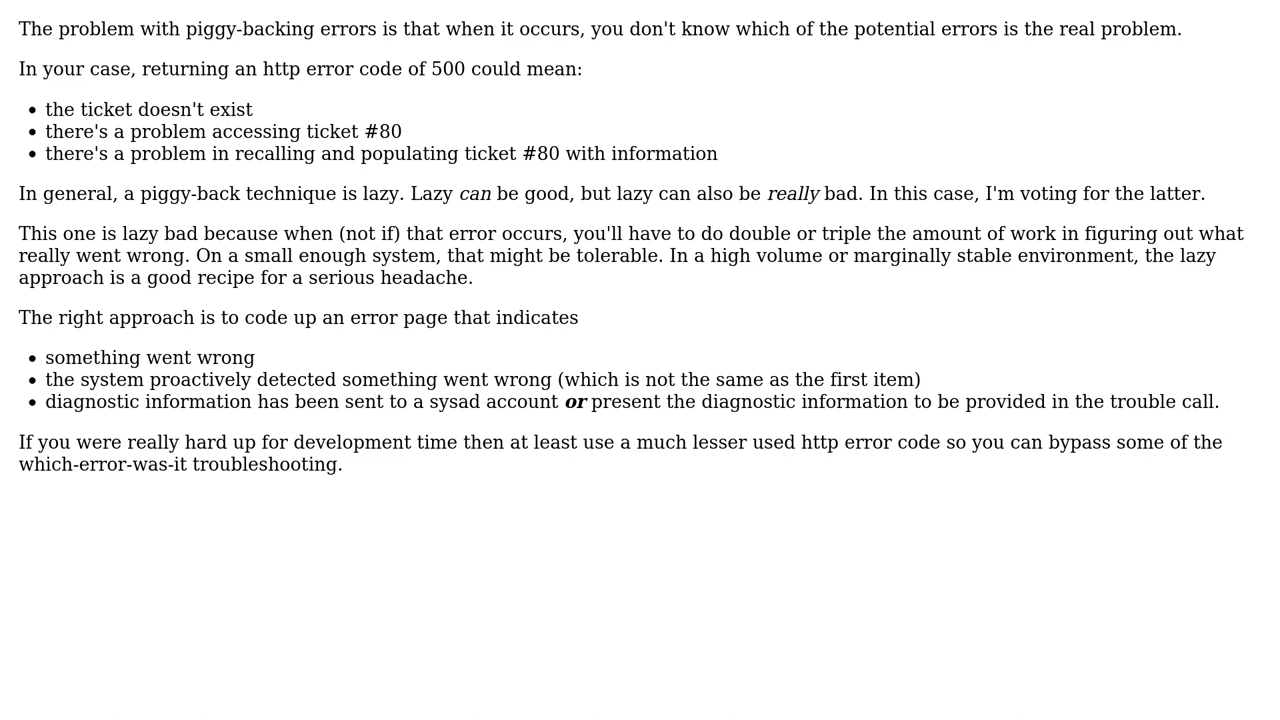 The problem with piggy-backing errors is that when it occurs, you don't know which of the potential errors is the real problem.
In your case, returning an http error code of 500 could mean:
• the ticket doesn't exist
• there's a problem accessing ticket #80
• there's a problem in recalling and populating ticket #80 with information
In general, a piggy-back technique is lazy. Lazy can be good, but lazy can also be really bad. In this case, I'm voting for the latter.
This one is lazy bad because when (not if) that error occurs, you'll have to do double or triple the amount of work in figuring out what
really went wrong. On a small enough system, that might be tolerable. In a high volume or marginally stable environment, the lazy
approach is a good recipe for a serious headache.
The right approach is to code up an error page that indicates
• something went wrong
• the system proactively detected something went wrong (which is not the same as the first item)
• diagnostic information has been sent to a sysad account or present the diagnostic information to be provided in the trouble call.
If you were really hard up for development time then at least use a much lesser used http error code so you can bypass some of the
which-error-was-it troubleshooting.